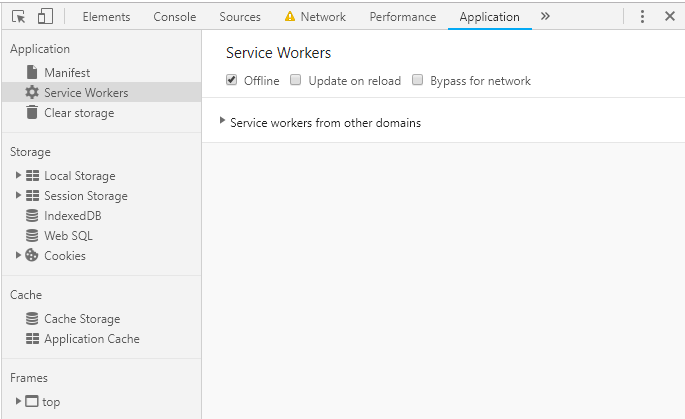 Elements Console Sources Network Performance Application
Application
Manifest
Service Workers
Clear storage
Storage
Local Storage
Session Storage
IndexedDB
Web SQL
Cookies
Cache
Cache Storage
Application Cache
Frames
top
Service Workers
Offline Update on reload Bypass for network
Service workers from other domains